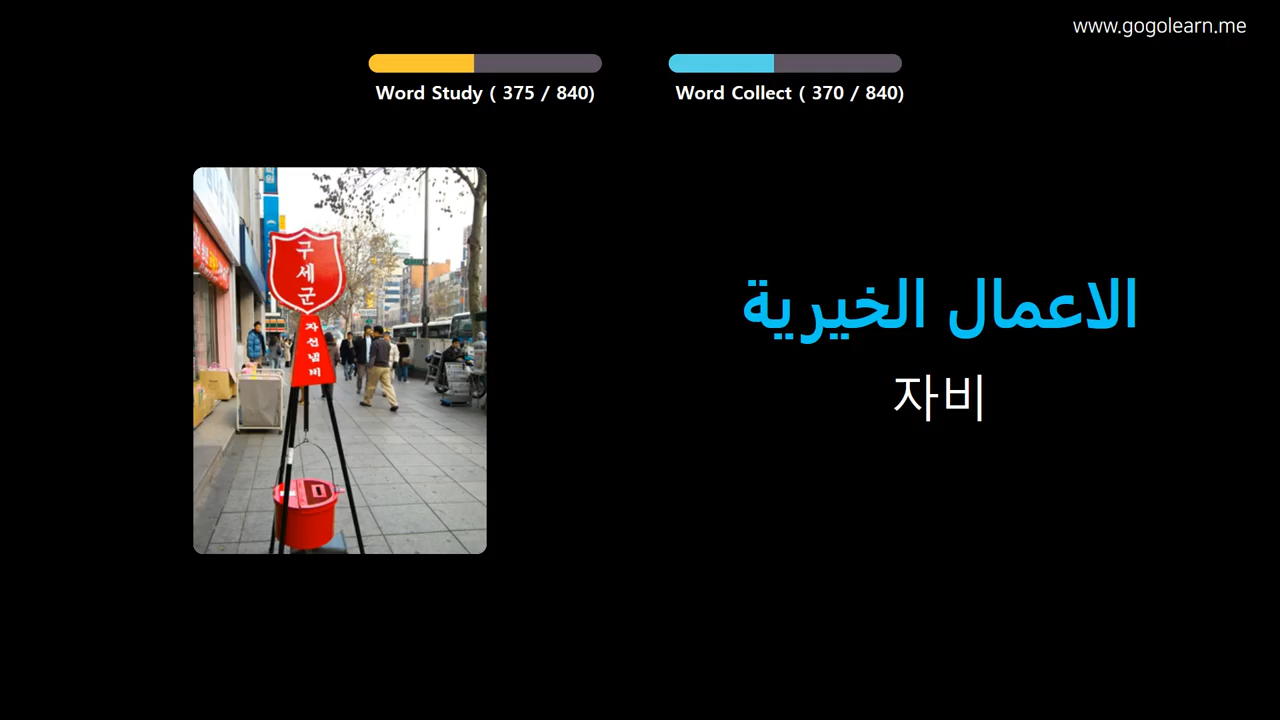 www.gogolearn.me
Word Study ( 375 / 840)
Word Collect ( 370 / 840)
구
세
군
자
선
냄
비
الاعمال الخيرية
자비